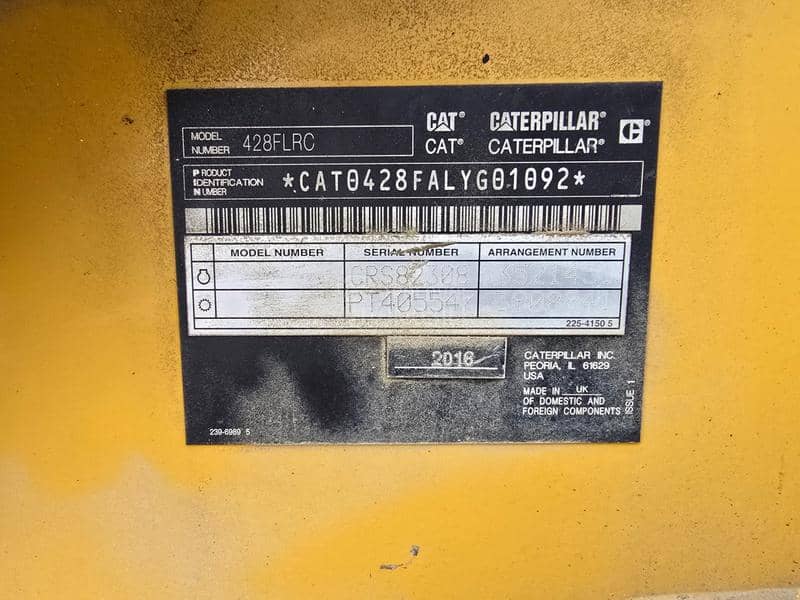 MODEL NUMBER 428FLRC
CAT® CATERPILLAR®
CAT® CATERPILLAR®
PRODUCT IDENTIFICATION NUMBER *CAT0428FALYG01092*
MODEL NUMBER SERIAL NUMBER ARRANGEMENT NUMBER
CRS82308
PT405547
225-4150 5
2016
CATERPILLAR INC.
PEORIA, IL 61629
USA
MADE IN UK
OF DOMESTIC AND
FOREIGN COMPONENTS
ISSUE 1
239-6969 5